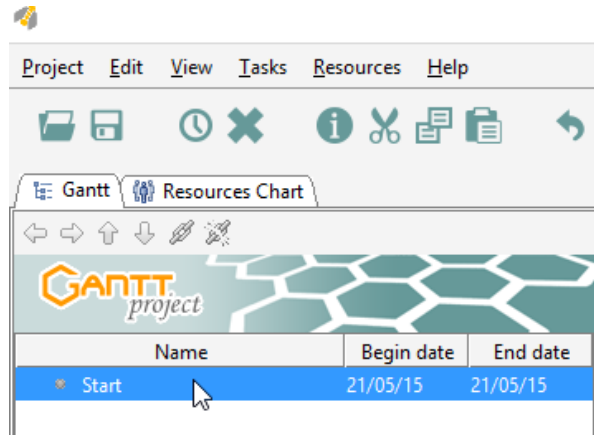 Project Edit View Tasks Resources Help
Gantt Resources Chart
GANTT
project
Name Begin date End date
Start 21/05/15 21/05/15